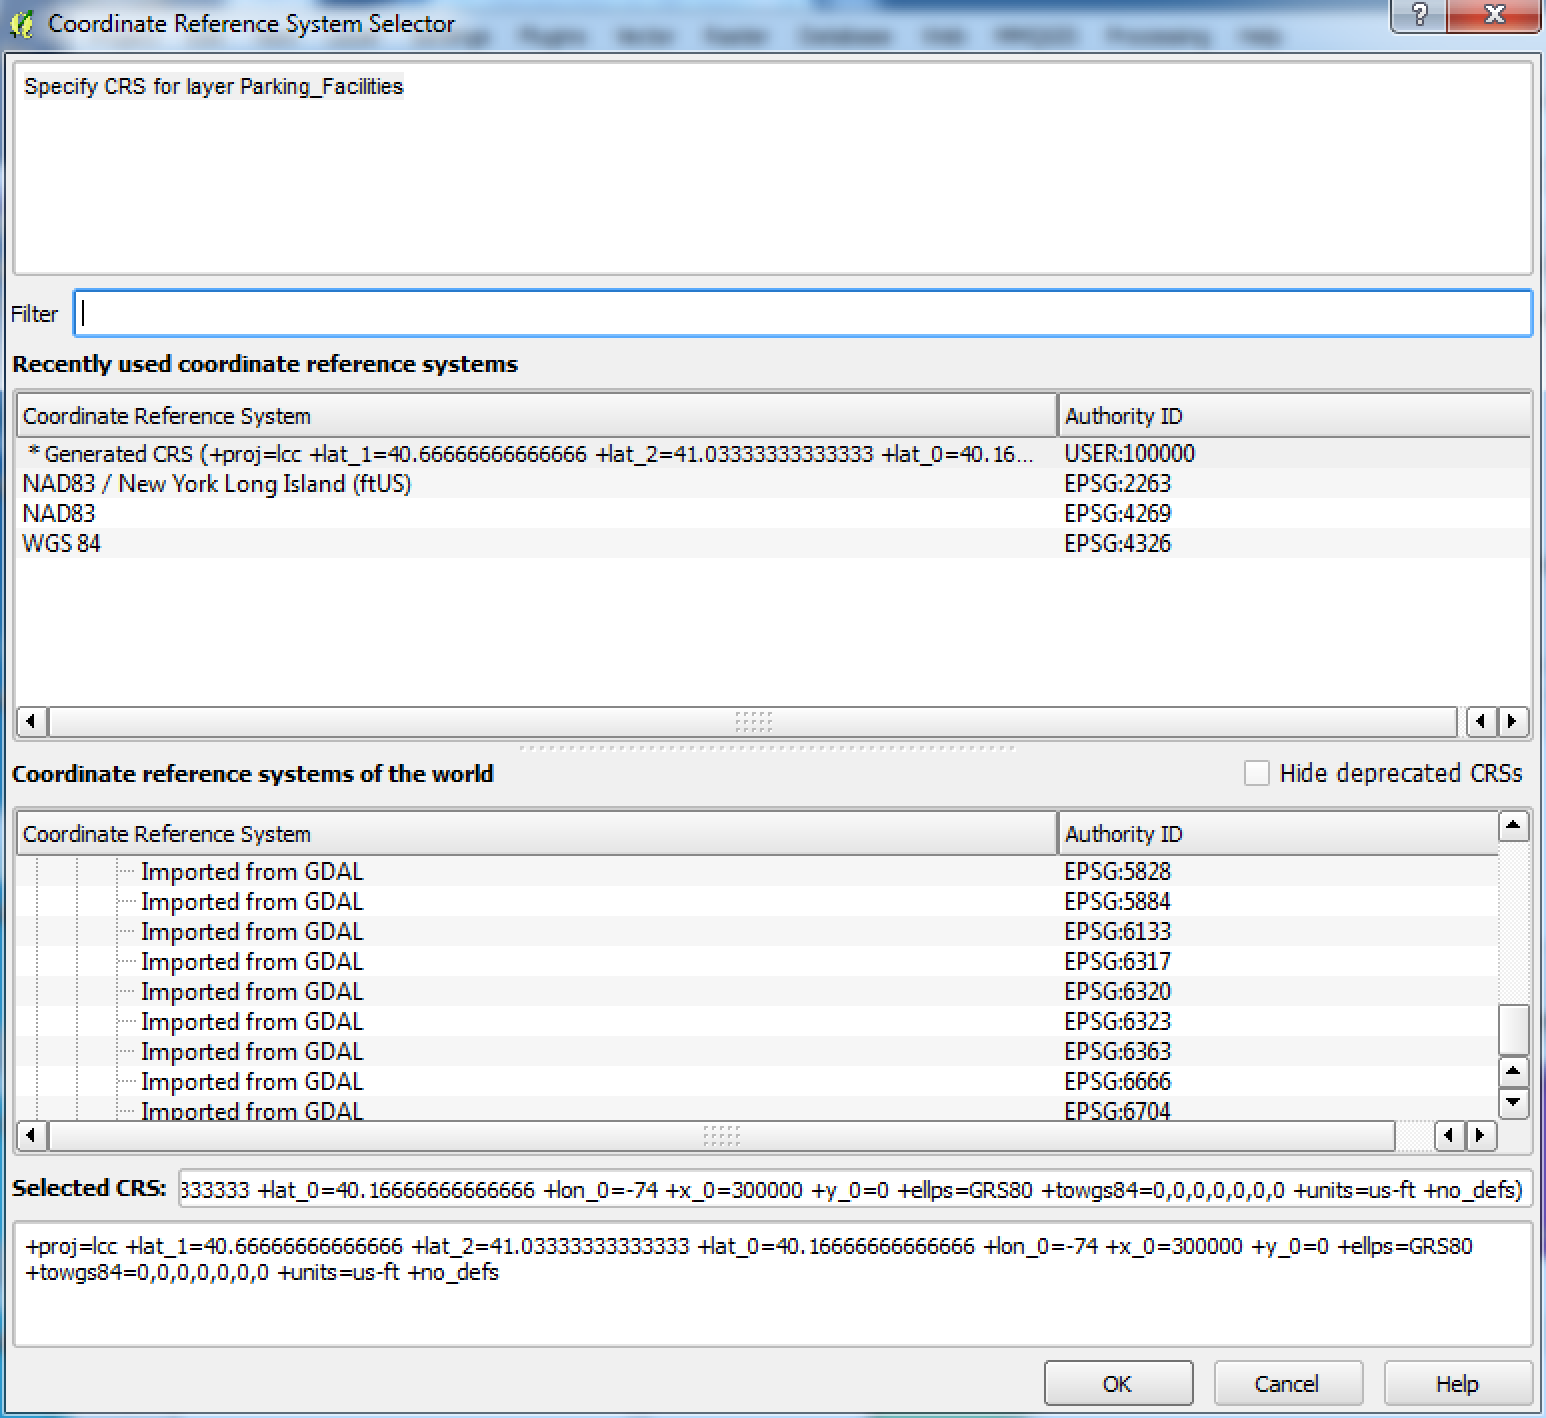 Coordinate Reference System Selector
Plugins Vector Raster Database Web MMQGIS Processing Help
Specify CRS for layer Parking_Facilities
Filter
Recently used coordinate reference systems
Coordinate Reference System Authority ID
* Generated CRS (+proj=lcc +lat_1=40.66666666666666 +lat_2=41.03333333333333 +lat_0=40.16... USER:100000
NAD83 / New York Long Island (ftUS) EPSG:2263
NAD83 EPSG:4269
WGS 84 EPSG:4326
Coordinate reference systems of the world Hide deprecated CRSs
Coordinate Reference System Authority ID
Imported from GDAL EPSG:5828
Imported from GDAL EPSG:5884
Imported from GDAL EPSG:6133
Imported from GDAL EPSG:6317
Imported from GDAL EPSG:6320
Imported from GDAL EPSG:6323
Imported from GDAL EPSG:6363
Imported from GDAL EPSG:6666
Imported from GDAL EPSG:6704
Selected CRS: 333333 +lat_0=40.16666666666666 +lon_0=-74 +x_0=300000 +y_0=0 +ellps=GRS80 +towgs84=0,0,0,0,0,0,0 +units=us-ft +no_defs)
+proj=lcc +lat_1=40.66666666666666 +lat_2=41.03333333333333 +lat_0=40.16666666666666 +lon_0=-74 +x_0=300000 +y_0=0 +ellps=GRS80
+towgs84=0,0,0,0,0,0,0 +units=us-ft +no_defs
OK Cancel Help